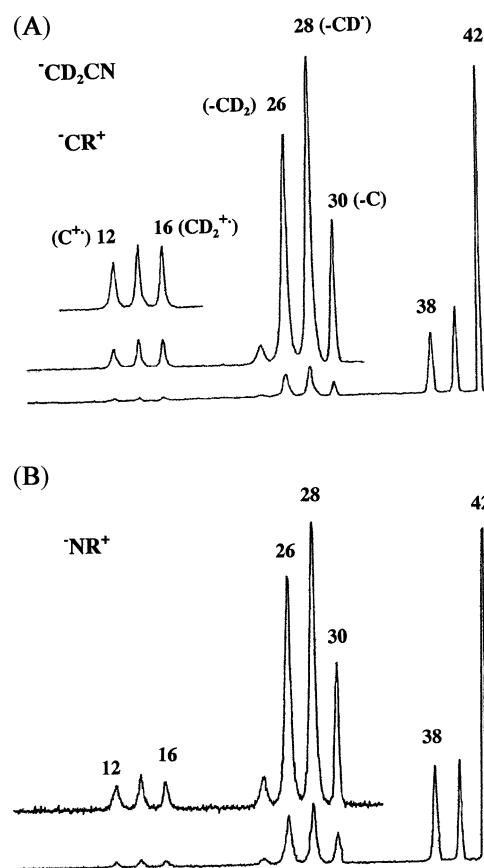 (A)
28 (-CD˙)
42
⁻CD₂CN
(-CD₂) 26
⁻CR⁺
30 (-C)
(C⁺˙) 12
16 (CD₂⁺˙)
38
(B)
28
42
⁻NR⁺
26
30
12
16
38